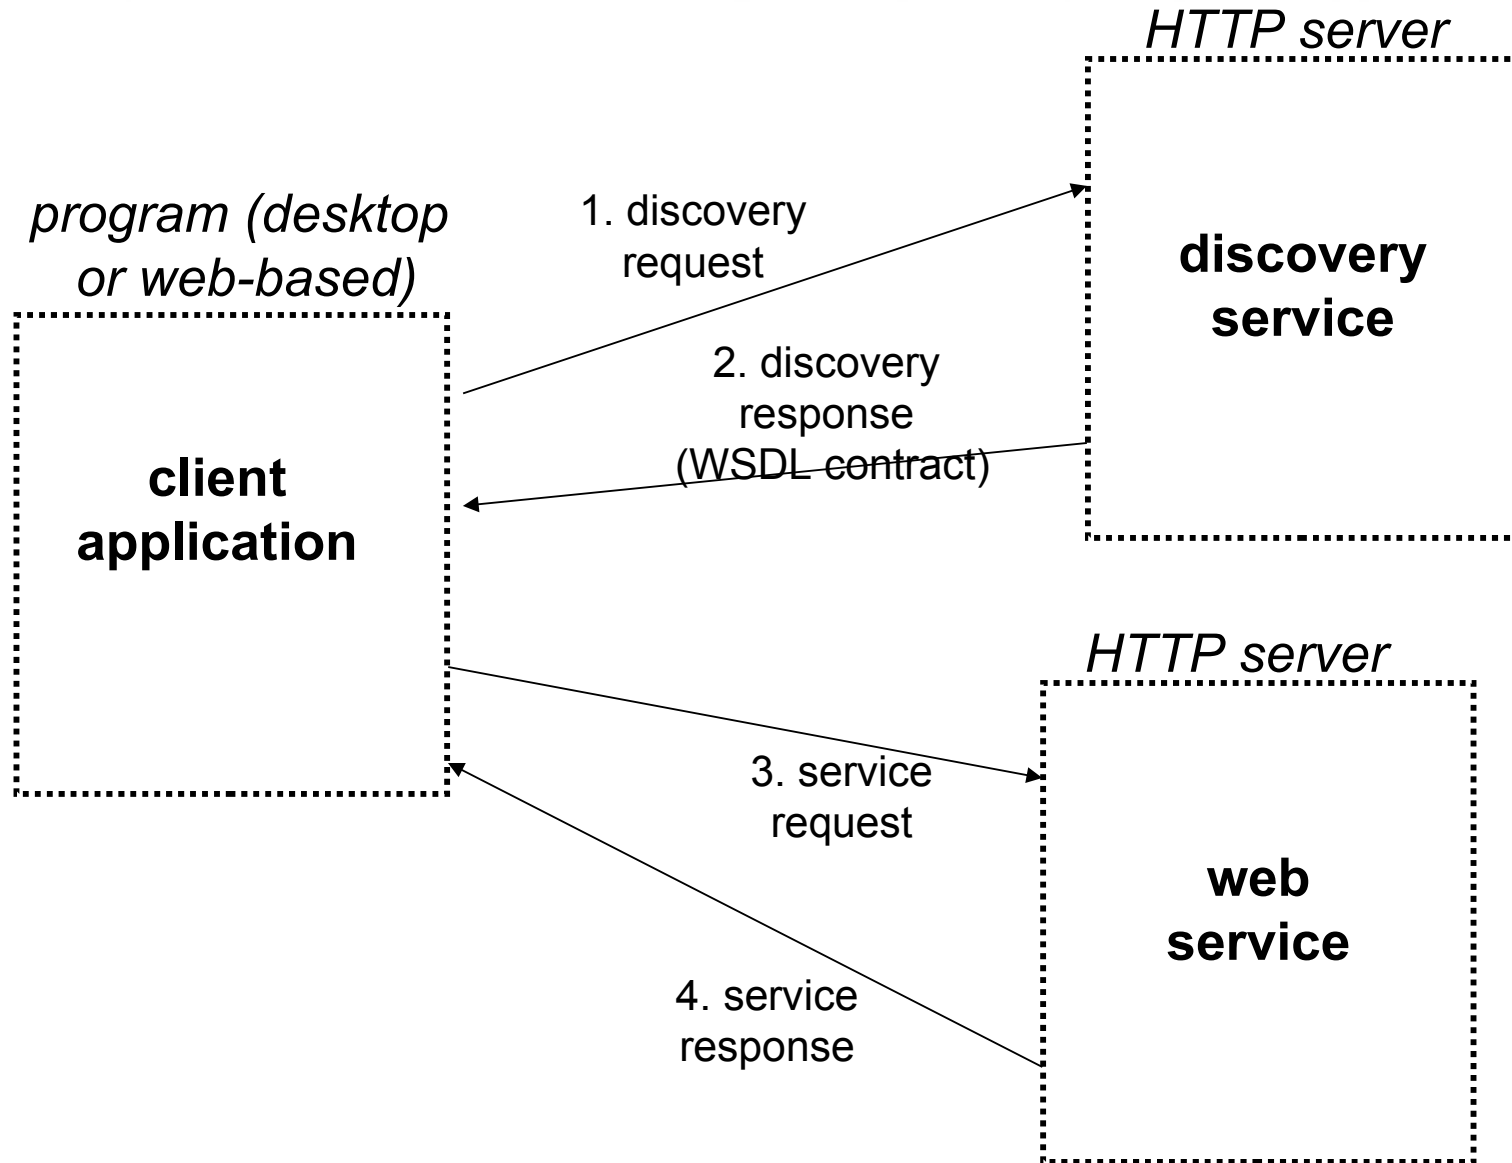 HTTP server
program (desktop
or web-based)
1. discovery
request
discovery
service
2. discovery
response
(WSDL contract)
client
application
HTTP server
3. service
request
web
service
4. service
response